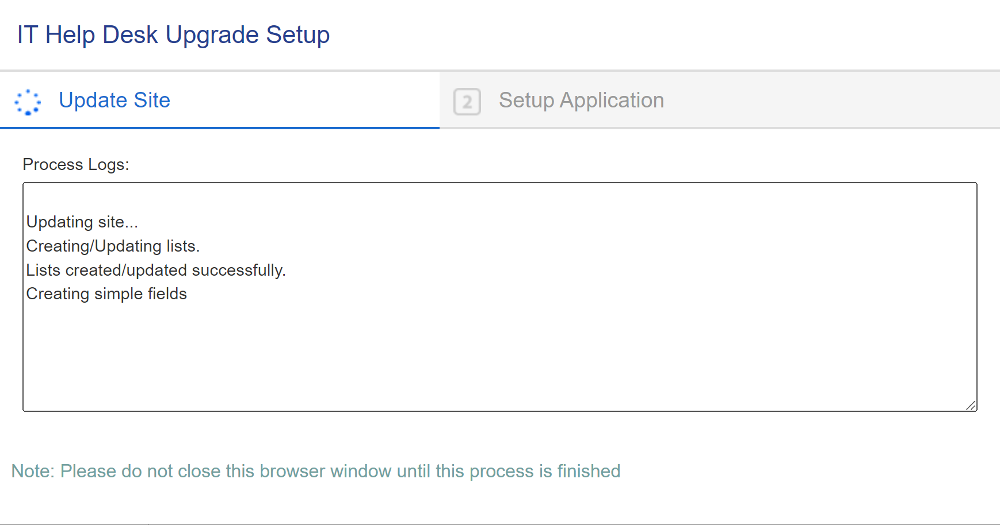 IT Help Desk Upgrade Setup
Update Site
2 Setup Application
Process Logs:
Updating site...
Creating/Updating lists.
Lists created/updated successfully.
Creating simple fields
Note: Please do not close this browser window until this process is finished